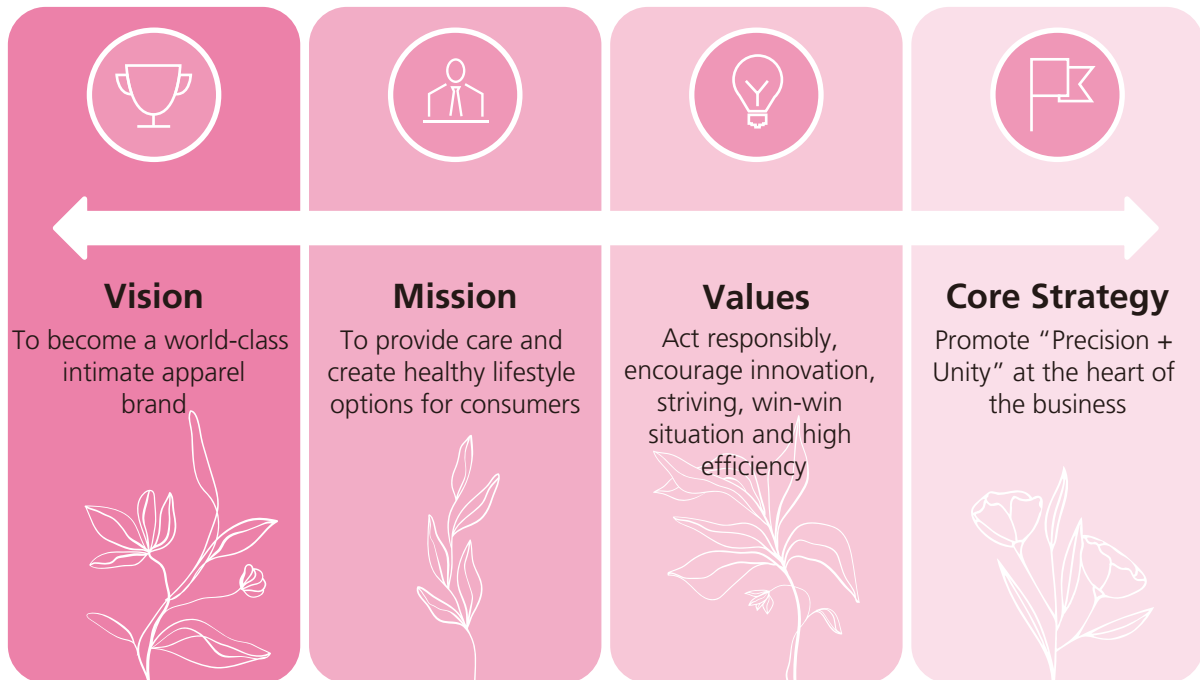 Vision
To become a world-class
intimate apparel
brand
Mission
To provide care and
create healthy lifestyle
options for consumers
Values
Act responsibly,
encourage innovation,
striving, win-win
situation and high
efficiency
Core Strategy
Promote “Precision +
Unity” at the heart of
the business